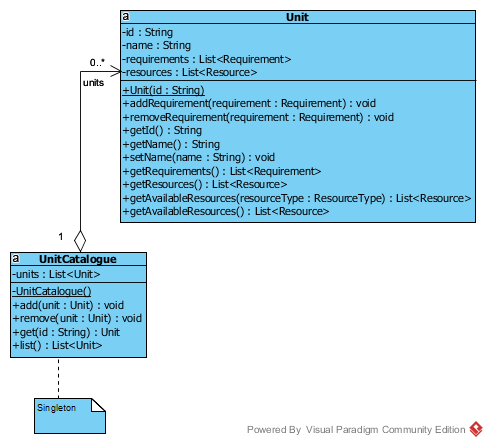 a
Unit
-id : String
-name : String
-requirements : List<Requirement>
-resources : List<Resource>
+Unit(id : String)
+addRequirement(requirement : Requirement) : void
+removeRequirement(requirement : Requirement) : void
+getId() : String
+getName() : String
+setName(name : String) : void
+getRequirements() : List<Requirement>
+getResources() : List<Resource>
+getAvailableResources(resourceType : ResourceType) : List<Resource>
+getAvailableResources() : List<Resource>
0..*
units
1
a
UnitCatalogue
-units : List<Unit>
-UnitCatalogue()
+add(unit : Unit) : void
+remove(unit : Unit) : void
+get(id : String) : Unit
+list() : List<Unit>
Singleton
Powered By Visual Paradigm Community Edition